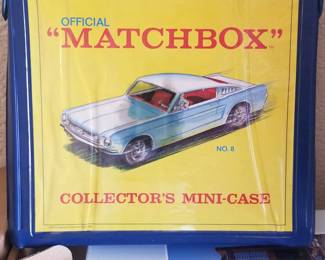 OFFICIAL
"MATCHBOX"
NO. 8
COLLECTOR'S MINI-CASE